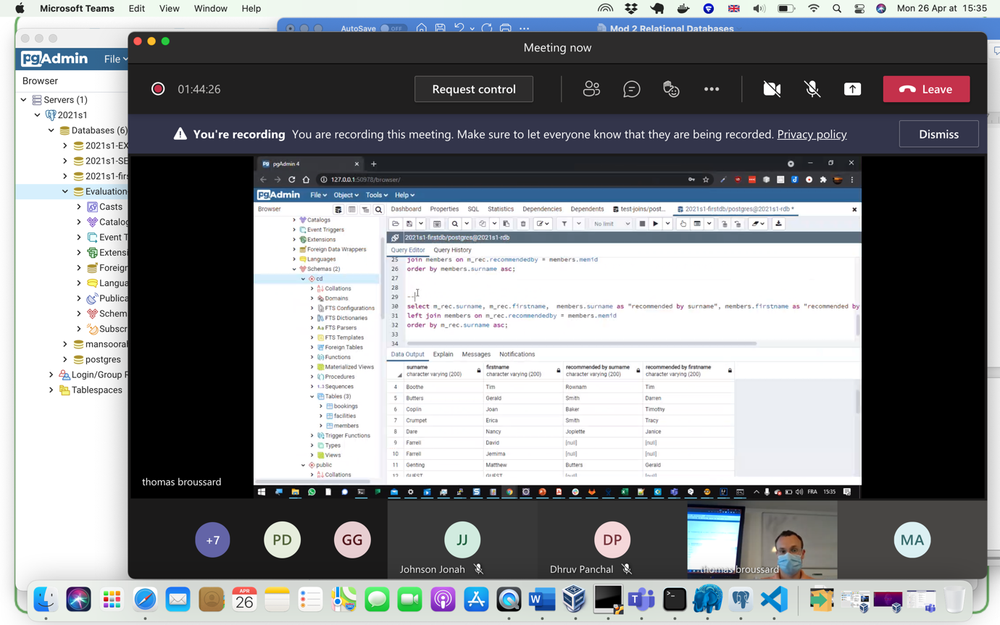 Microsoft Teams Edit View Window Help Mon 26 Apr at 15:35
AutoSave OFF Mod 2 Relational Databases
Meeting now
pgAdmin File
Browser
Servers (1)
2021s1
Databases (6)
2021s1-EX
2021s1-SE
2021s1-firs
Evaluation
Casts
Catalog
Event T
Extensi
Foreign
Langua
Publica
Schem
Subscr
mansooral
postgres
Login/Group R
Tablespaces
01:44:26 Request control Leave
You're recording You are recording this meeting. Make sure to let everyone know that they are being recorded. Privacy policy Dismiss
pgAdmin 4
127.0.0.1:50978/browser/
pgAdmin File Object Tools Help
Browser Dashboard Properties SQL Statistics Dependencies Dependents test-joins/post... 2021s1-firstdb/postgres@2021s1-rdb *
No limit
2021s1-firstdb/postgres@2021s1-rdb
Query Editor Query History
Catalogs
Event Triggers
Extensions
Foreign Data Wrappers
Languages
Schemas (2)
cd
Collations
Domains
FTS Configurations
FTS Dictionaries
FTS Parsers
FTS Templates
Foreign Tables
Functions
Materialized Views
Procedures
1..3 Sequences
Tables (3)
bookings
facilities
members
Trigger Functions
Types
Views
public
Collations
25 join members on m_rec.recommendedby = members.memid
26 order by members.surname asc;
27
28
29 --
30 select m_rec.surname, m_rec.firstname, members.surname as "recommended by surname", members.firstname as "recommended by
31 left join members on m_rec.recommendedby = members.memid
32 order by m_rec.surname asc;
33
34
Data Output Explain Messages Notifications
surname firstname recommended by surname recommended by firstname
character varying (200) character varying (200) character varying (200) character varying (200)
4 Boothe Tim Rownam Tim
5 Butters Gerald Smith Darren
6 Coplin Joan Baker Timothy
7 Crumpet Erica Smith Tracy
8 Dare Nancy Joplette Janice
9 Farrell David [null] [null]
10 Farrell Jemima [null] [null]
11 Genting Matthew Butters Gerald
12 GUEST GUEST [null] [null]
FRA 15:35
thomas broussard
+7 PD GG JJ DP MA
Johnson Jonah Dhruv Panchal thomas broussard
APR
26